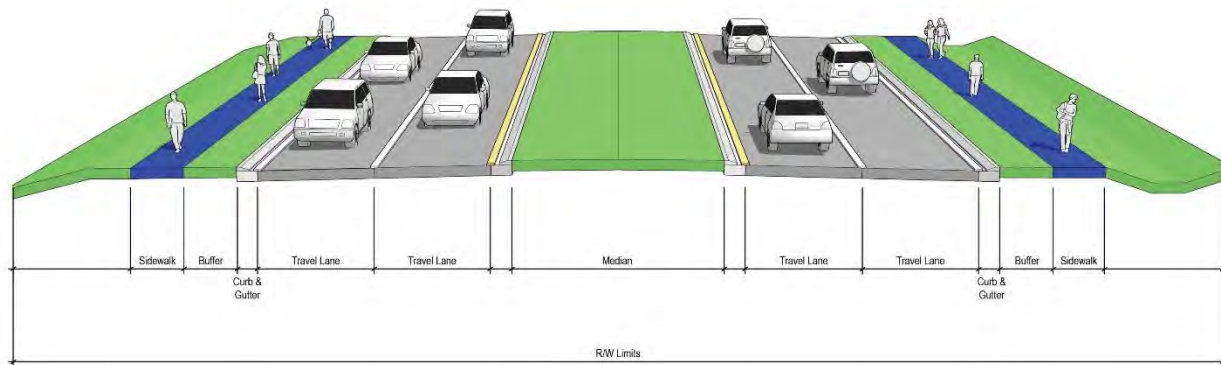 Sidewalk
Buffer
Curb &
Gutter
Travel Lane
Travel Lane
Median
Travel Lane
Travel Lane
Curb &
Gutter
Buffer
Sidewalk
R/W Limits